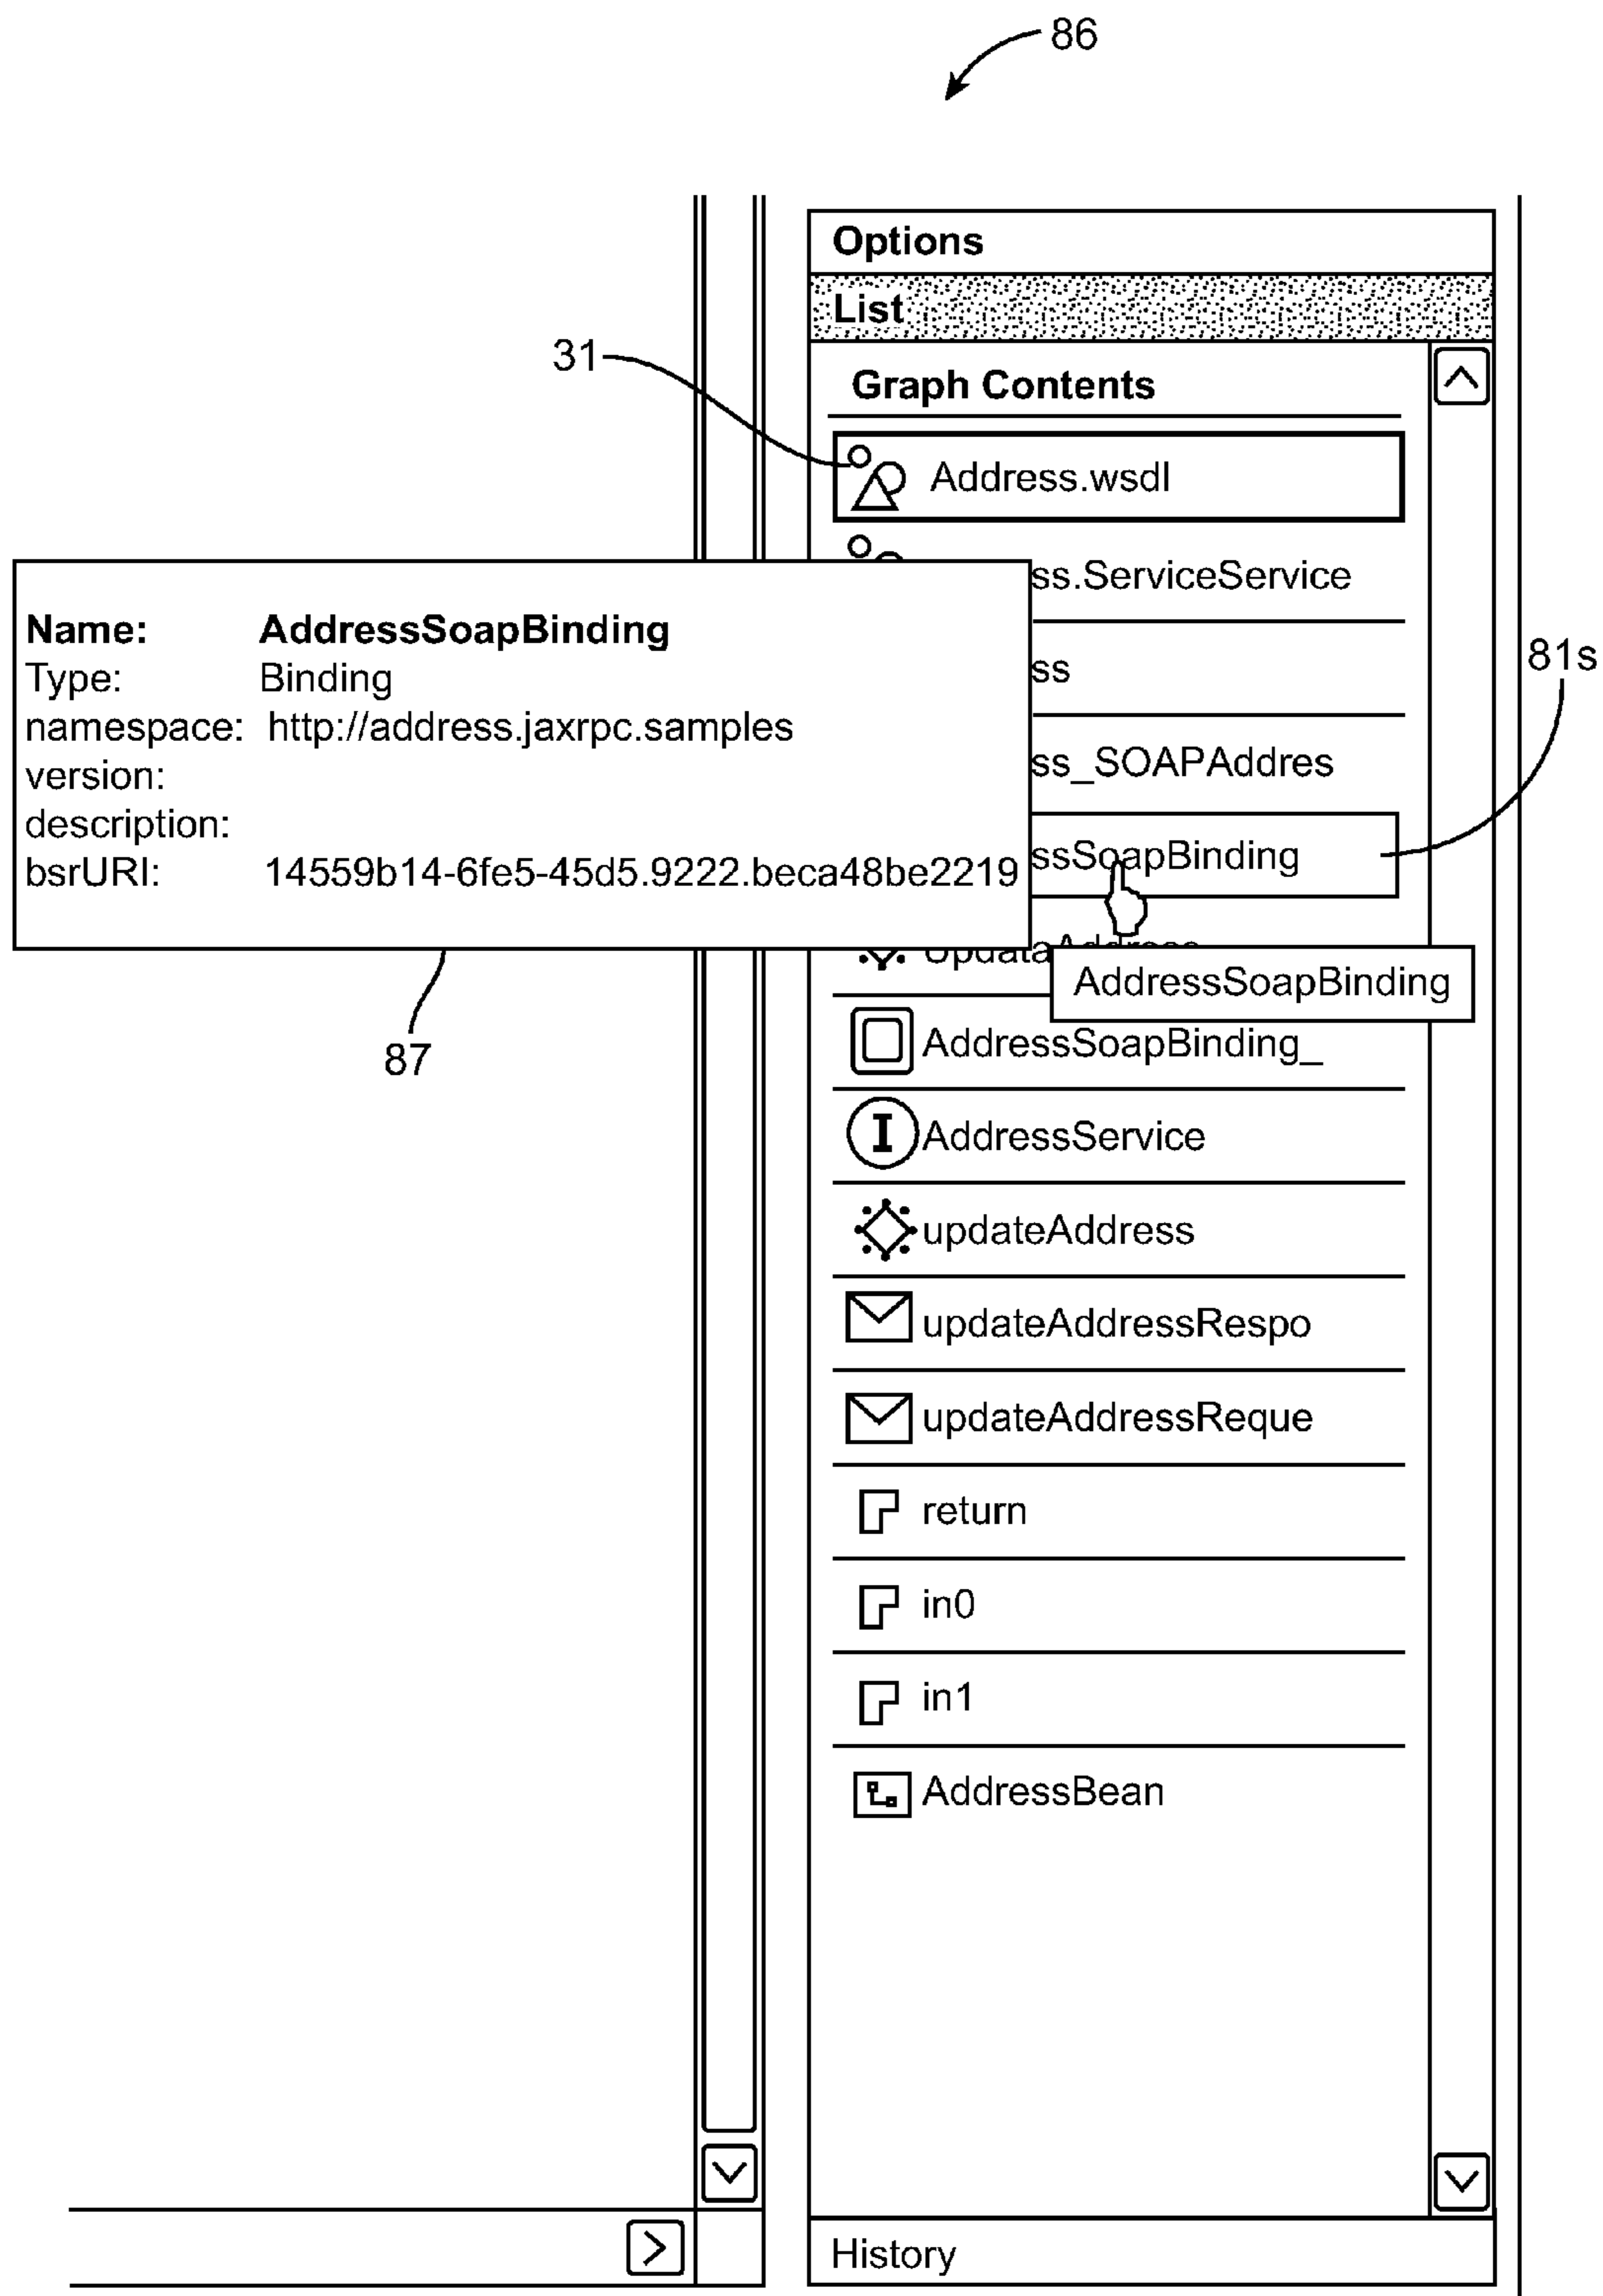 86
Options
List
31
Graph Contents
Address.wsdl
ss.ServiceService
81s
Name: AddressSoapBinding
Type: Binding
ss
namespace: http://address.jaxrpc.samples
version:
ss_SOAPAddres
description:
bsrURI: 14559b14-6fe5-45d5.9222.beca48be2219
ssSoapBinding
AddressSoapBinding
87
AddressSoapBinding_
I AddressService
updateAddress
updateAddressRespo
updateAddressReque
return
in0
in1
AddressBean
History